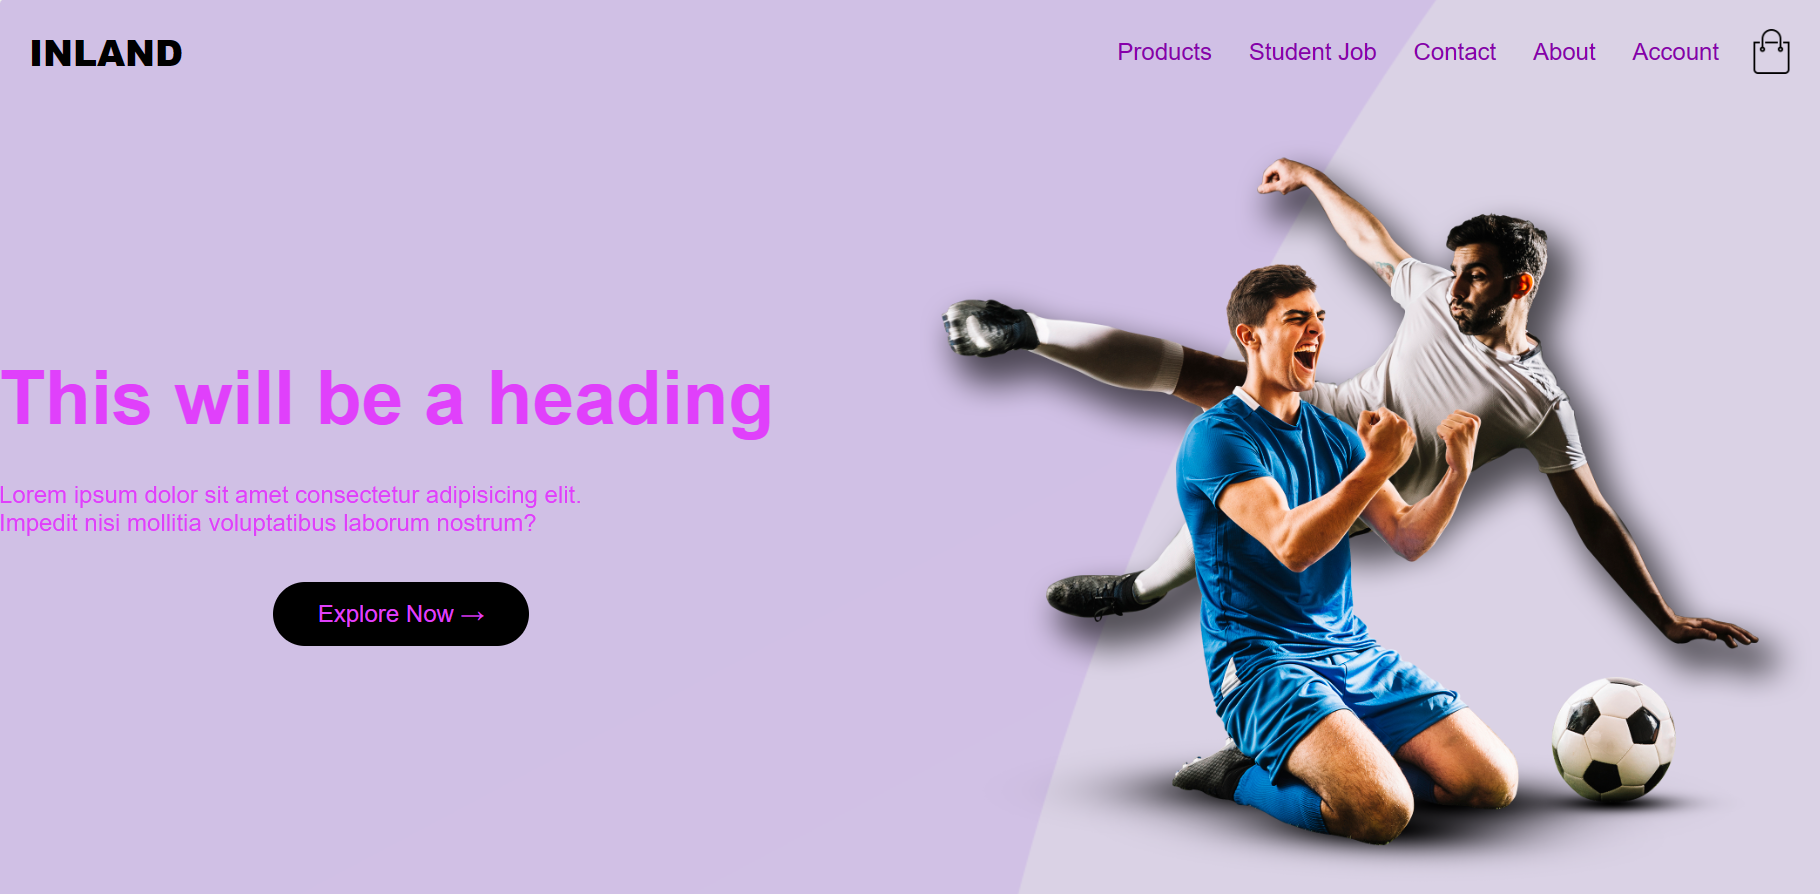 INLAND
Products Student Job Contact About Account
This will be a heading
Lorem ipsum dolor sit amet consectetur adipisicing elit.
Impedit nisi mollitia voluptatibus laborum nostrum?
Explore Now →